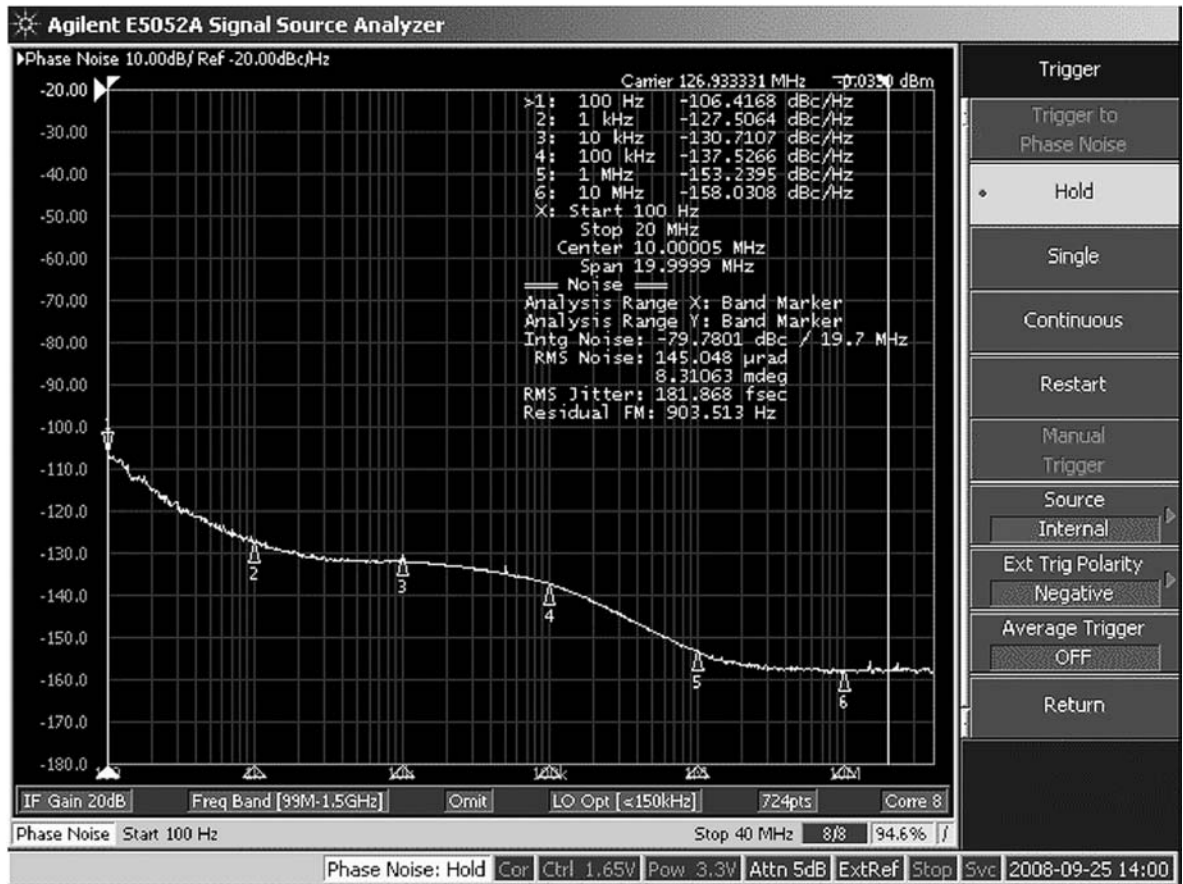 Agilent E5052A Signal Source Analyzer
Phase Noise 10.00dB/ Ref -20.00dBc/Hz
Carrier 126.933331 MHz dBm
-20.00
-30.00
-40.00
-50.00
-60.00
-70.00
-80.00
-90.00
-100.0
-110.0
-120.0
-130.0
-140.0
-150.0
-160.0
-170.0
-180.0
>1: 100 Hz -106.4168 dBc/Hz
2: 1 kHz -127.5064 dBc/Hz
3: 10 kHz -130.7107 dBc/Hz
4: 100 kHz -137.5266 dBc/Hz
5: 1 MHz -153.2395 dBc/Hz
6: 10 MHz -158.0308 dBc/Hz
X: Start 100 Hz
Stop 20 MHz
Center 10.00005 MHz
Span 19.9999 MHz
Noise
Analysis Range X: Band Marker
Analysis Range Y: Band Marker
Intg Noise: -79.7801 dBc / 19.7 MHz
RMS Noise: 145.048 µrad
8.31063 mdeg
RMS Jitter: 181.868 fsec
Residual FM: 903.513 Hz
2
3
4
5
6
IF Gain 20dB
Freq Band [99M-1.5GHz]
Omit
LO Opt [<150kHz]
724pts
Corre 8
Phase Noise Start 100 Hz
Stop 40 MHz
8/8
94.6%
Phase Noise: Hold
Cor
Ctrl 1.65V
Pow 3.3V
Attn 5dB
ExtRef
Stop
Svc
2008-09-25 14:00
Trigger
Trigger to
Phase Noise
Hold
Single
Continuous
Restart
Manual
Trigger
Source
Internal
Ext Trig Polarity
Negative
Average Trigger
OFF
Return